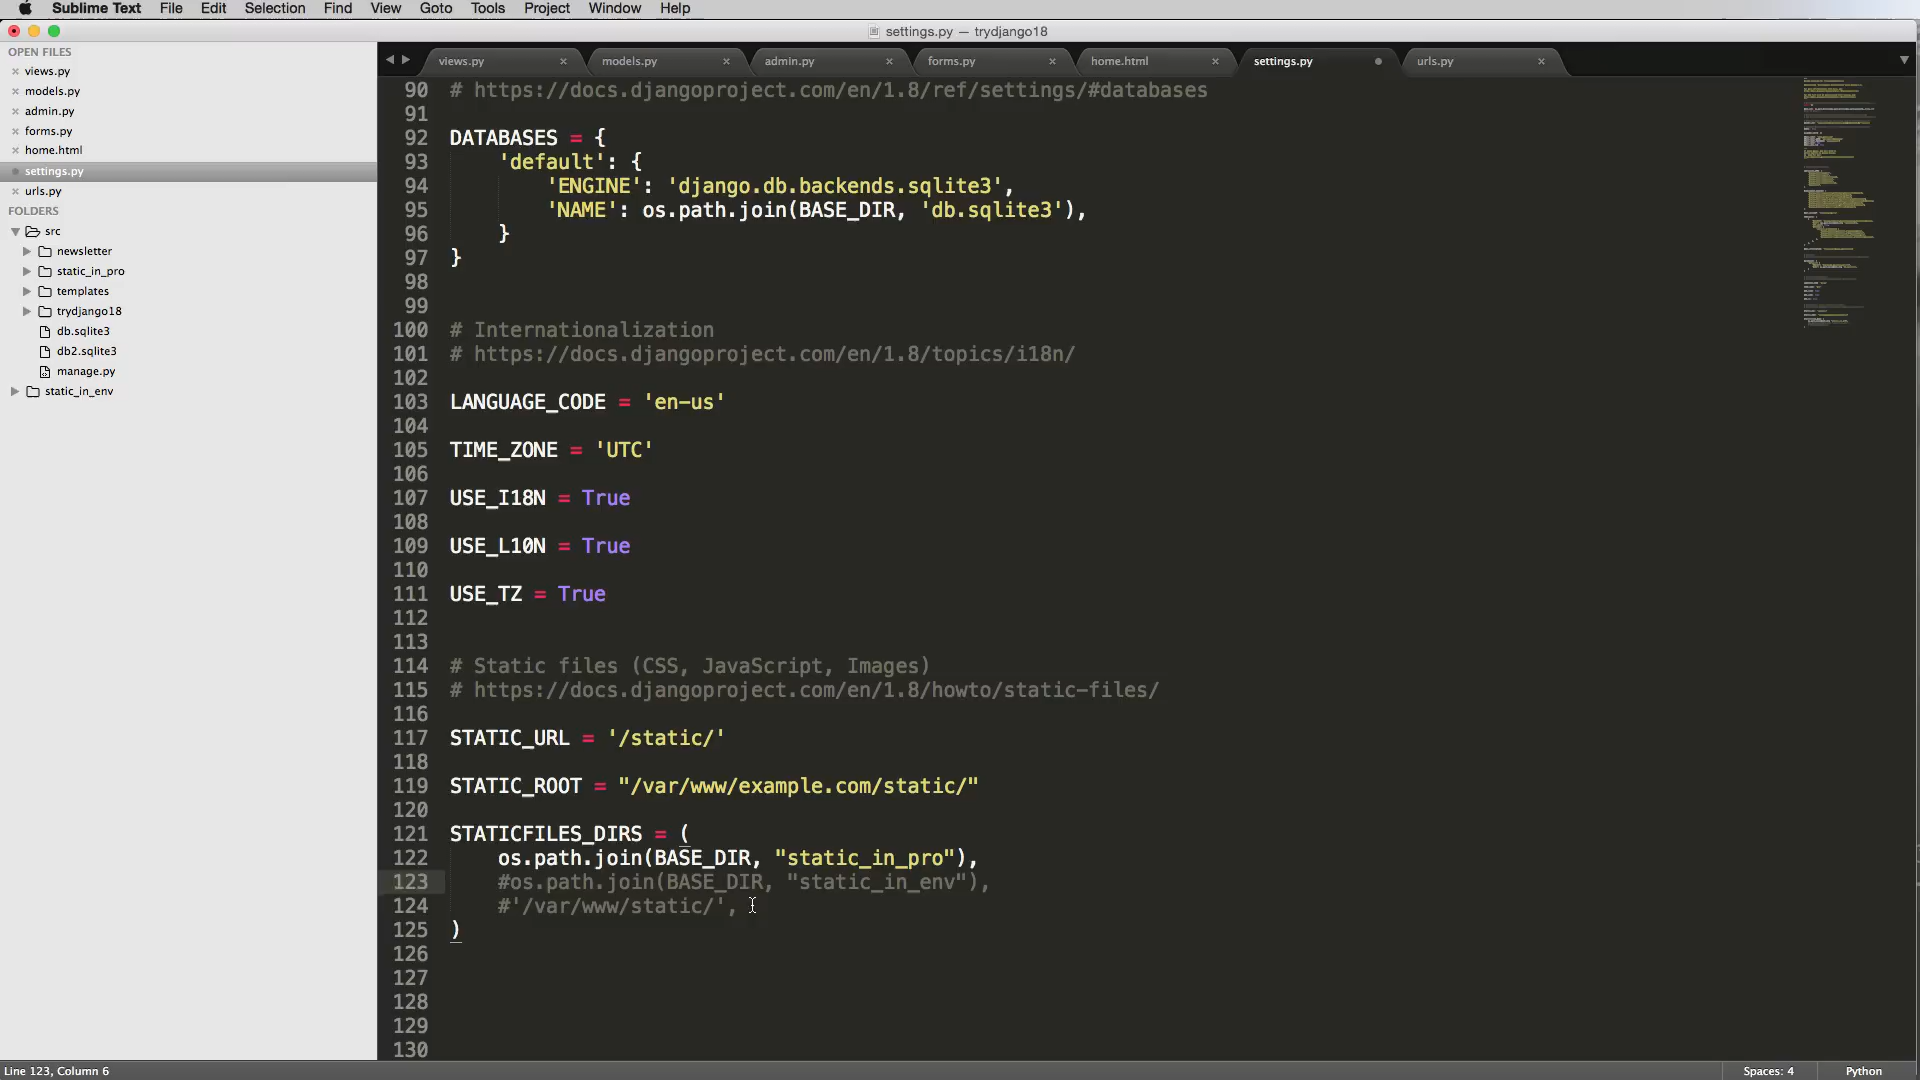 Sublime Text File Edit Selection Find View Goto Tools Project Window Help
settings.py — trydjango18
OPEN FILES
views.py
models.py
admin.py
forms.py
home.html
settings.py
urls.py
FOLDERS
src
newsletter
static_in_pro
templates
trydjango18
db.sqlite3
db2.sqlite3
manage.py
static_in_env
views.py models.py admin.py forms.py home.html settings.py urls.py
90 # https://docs.djangoproject.com/en/1.8/ref/settings/#databases
91
92 DATABASES = {
93 'default': {
94 'ENGINE': 'django.db.backends.sqlite3',
95 'NAME': os.path.join(BASE_DIR, 'db.sqlite3'),
96 }
97 }
98
99
100 # Internationalization
101 # https://docs.djangoproject.com/en/1.8/topics/i18n/
102
103 LANGUAGE_CODE = 'en-us'
104
105 TIME_ZONE = 'UTC'
106
107 USE_I18N = True
108
109 USE_L10N = True
110
111 USE_TZ = True
112
113
114 # Static files (CSS, JavaScript, Images)
115 # https://docs.djangoproject.com/en/1.8/howto/static-files/
116
117 STATIC_URL = '/static/'
118
119 STATIC_ROOT = "/var/www/example.com/static/"
120
121 STATICFILES_DIRS = (
122 os.path.join(BASE_DIR, "static_in_pro"),
123 #os.path.join(BASE_DIR, "static_in_env"),
124 #'/var/www/static/',
125 )
126
127
128
129
130
Line 123, Column 6
Spaces: 4 Python